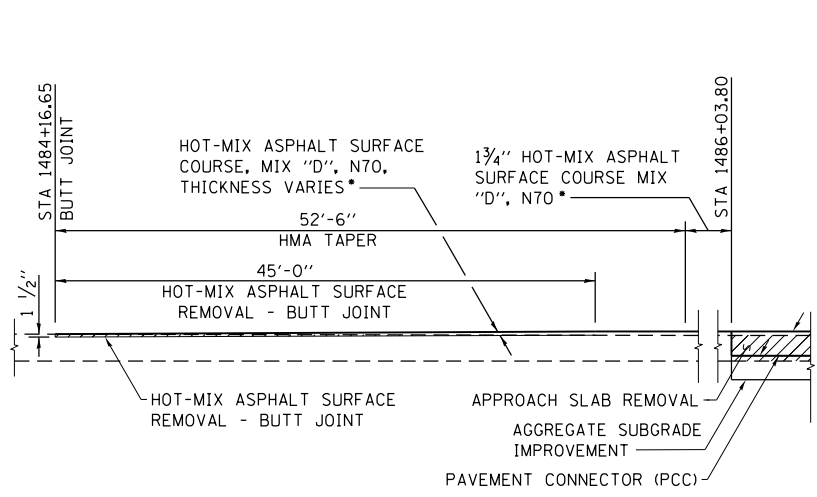 STA 1484+16.65
BUTT JOINT
HOT-MIX ASPHALT SURFACE
COURSE, MIX "D", N70,
THICKNESS VARIES*
1¾" HOT-MIX ASPHALT
SURFACE COURSE MIX
"D", N70*
STA 1486+03.80
52'-6"
HMA TAPER
45'-0"
HOT-MIX ASPHALT SURFACE
REMOVAL - BUTT JOINT
1 ½"
HOT-MIX ASPHALT SURFACE
REMOVAL - BUTT JOINT
APPROACH SLAB REMOVAL
AGGREGATE SUBGRADE
IMPROVEMENT
PAVEMENT CONNECTOR (PCC)